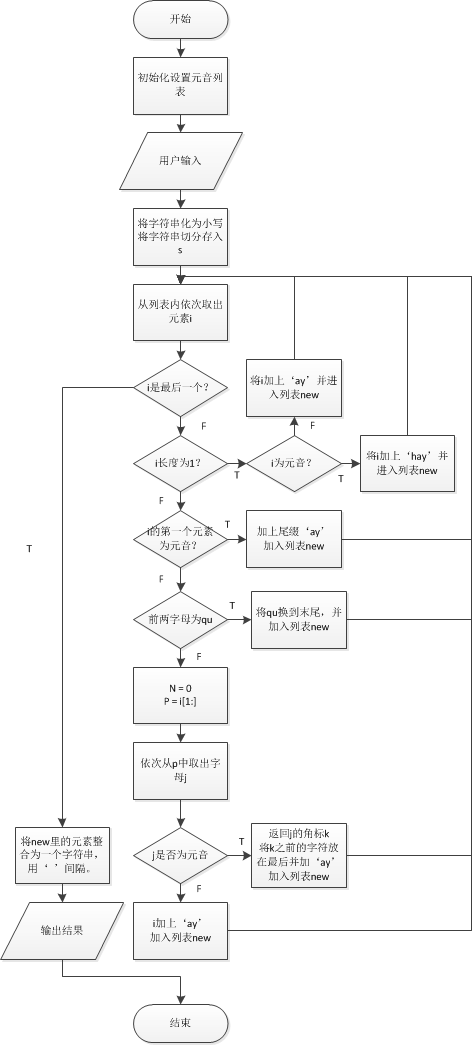 开始
初始化设置元音列
表
用户输入
将字符串化为小写
将字符串切分存入
s
从列表内依次取出
元素i
i是最后一个？
将i加上‘ay’并进
入列表new
F
F
i长度为1？
T
i为元音？
T
将i加上‘hay’并
进入列表new
F
i的第一个元素
为元音？
T
加上尾缀‘ay’
加入列表new
T
F
前两字母为qu
T
将qu换到末尾，并
加入列表new
F
N = 0
P = i[1:]
依次从p中取出字
母j
将new里的元素整
合为一个字符串，
用‘ ’间隔。
j是否为元音
T
返回j的角标k
将k之前的字符放
在最后并加‘ay’
加入列表new
F
i加上‘ay’
加入列表new
输出结果
结束